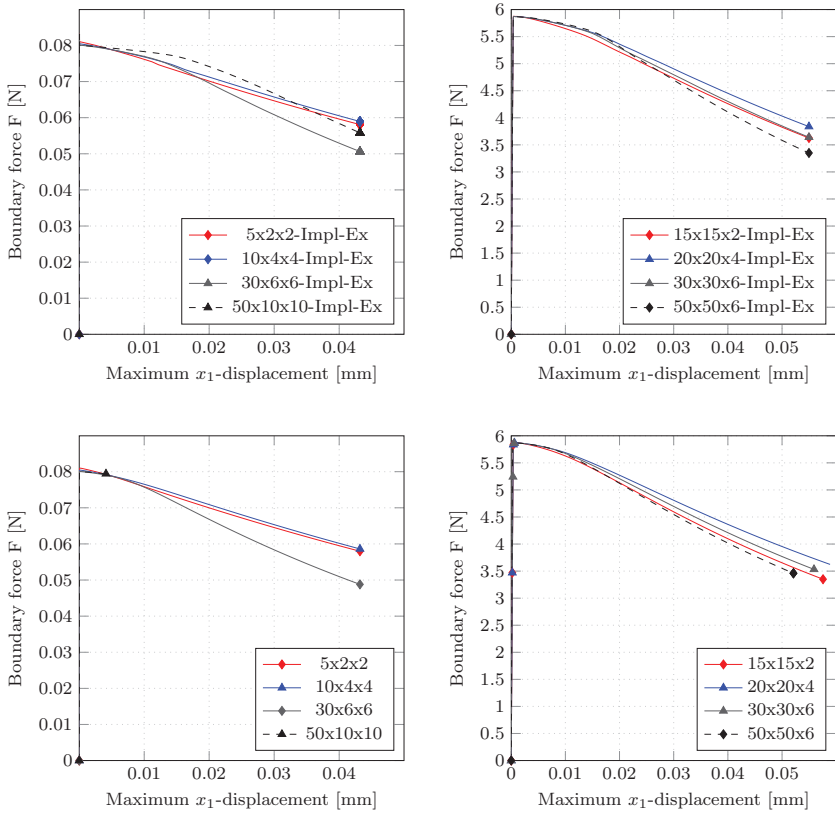 0.08
0.07
0.06
0.05
0.04
0.03
0.02
0.01
0
Boundary force F [N]
5x2x2-Impl-Ex
10x4x4-Impl-Ex
30x6x6-Impl-Ex
50x10x10-Impl-Ex
0.01 0.02 0.03 0.04
Maximum x₁-displacement [mm]
6
5.5
5
4.5
4
3.5
3
2.5
2
1.5
1
0.5
0
Boundary force F [N]
15x15x2-Impl-Ex
20x20x4-Impl-Ex
30x30x6-Impl-Ex
50x50x6-Impl-Ex
0 0.01 0.02 0.03 0.04 0.05
Maximum x₁-displacement [mm]
0.08
0.07
0.06
0.05
0.04
0.03
0.02
0.01
0
Boundary force F [N]
5x2x2
10x4x4
30x6x6
50x10x10
0.01 0.02 0.03 0.04
Maximum x₁-displacement [mm]
6
5.5
5
4.5
4
3.5
3
2.5
2
1.5
1
0.5
0
Boundary force F [N]
15x15x2
20x20x4
30x30x6
50x50x6
0 0.01 0.02 0.03 0.04 0.05
Maximum x₁-displacement [mm]